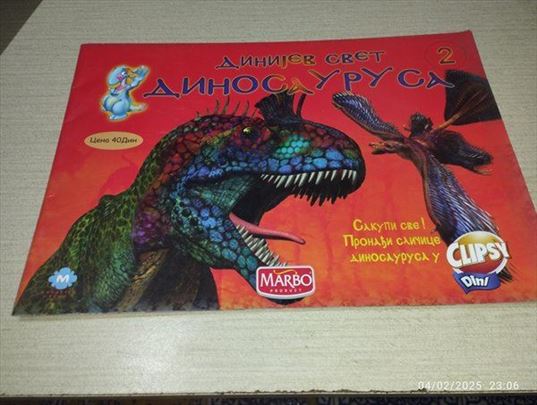 ДИНИЈЕВ СВЕТ
2
ДИНОСАУРУСА
Цена 40Дин
Сакупи све!
Пронађи сличице
диносауруса у
CLIPSY
Dini
MARBO
PRODUCT
M
04/02/2025 23:06